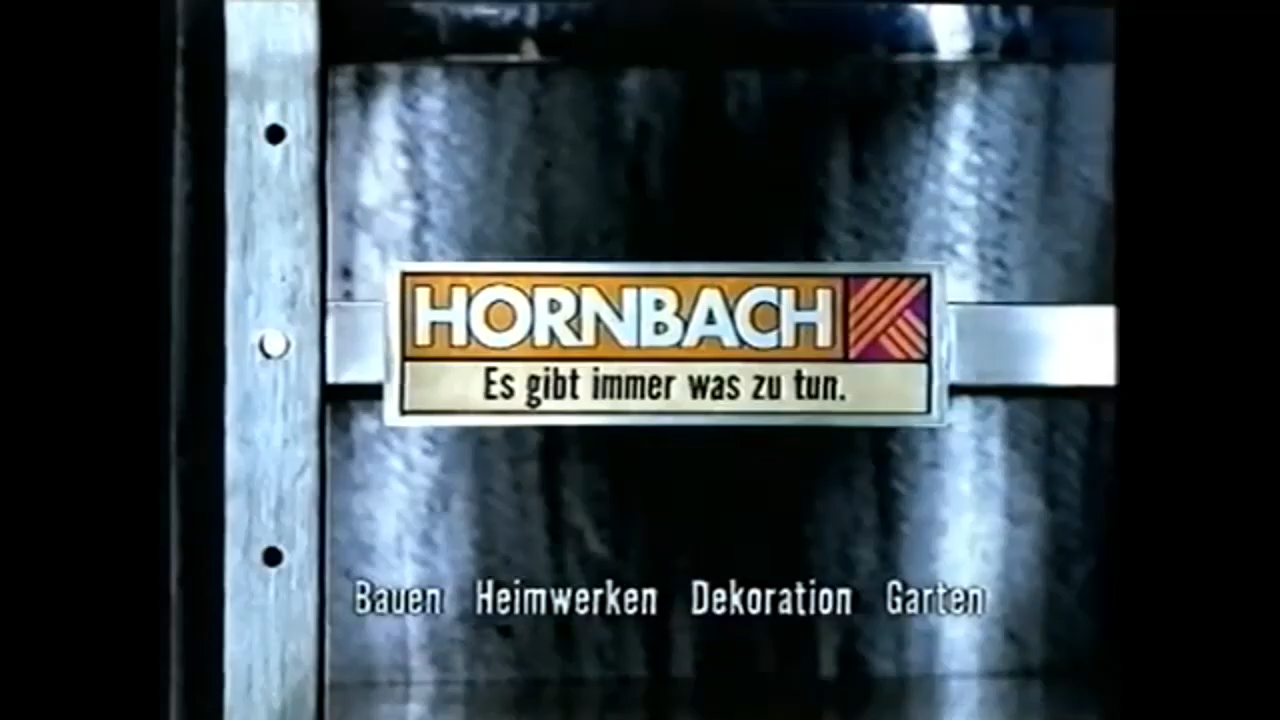 HORNBACH
Es gibt immer was zu tun.
Bauen Heimwerken Dekoration Garten